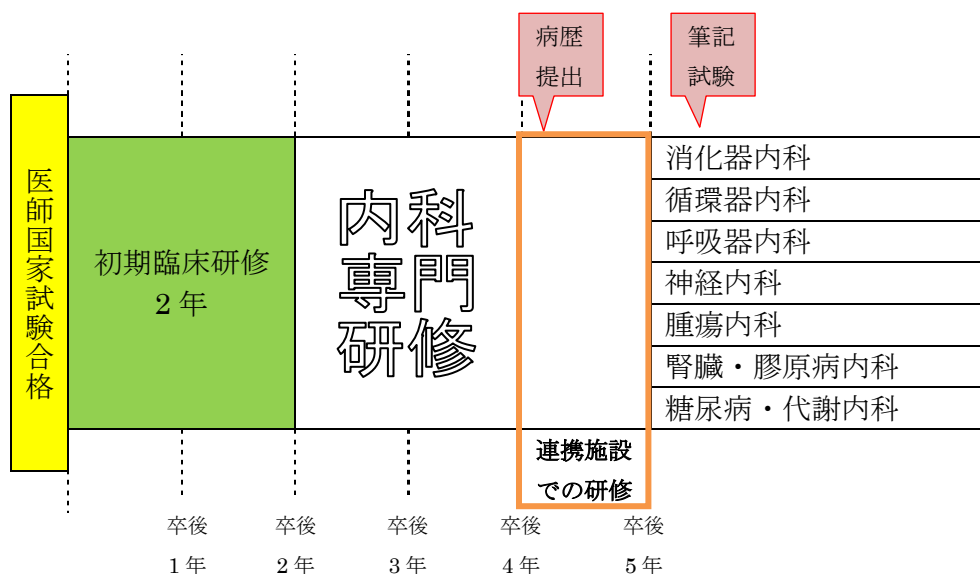 病歴
提出
筆記
試験
医師国家試験合格
初期臨床研修
2 年
内科
専門
研修
消化器内科
循環器内科
呼吸器内科
神経内科
腫瘍内科
腎臓・膠原病内科
糖尿病・代謝内科
連携施設
での研修
卒後
1 年
卒後
2 年
卒後
3 年
卒後
4 年
卒後
5 年